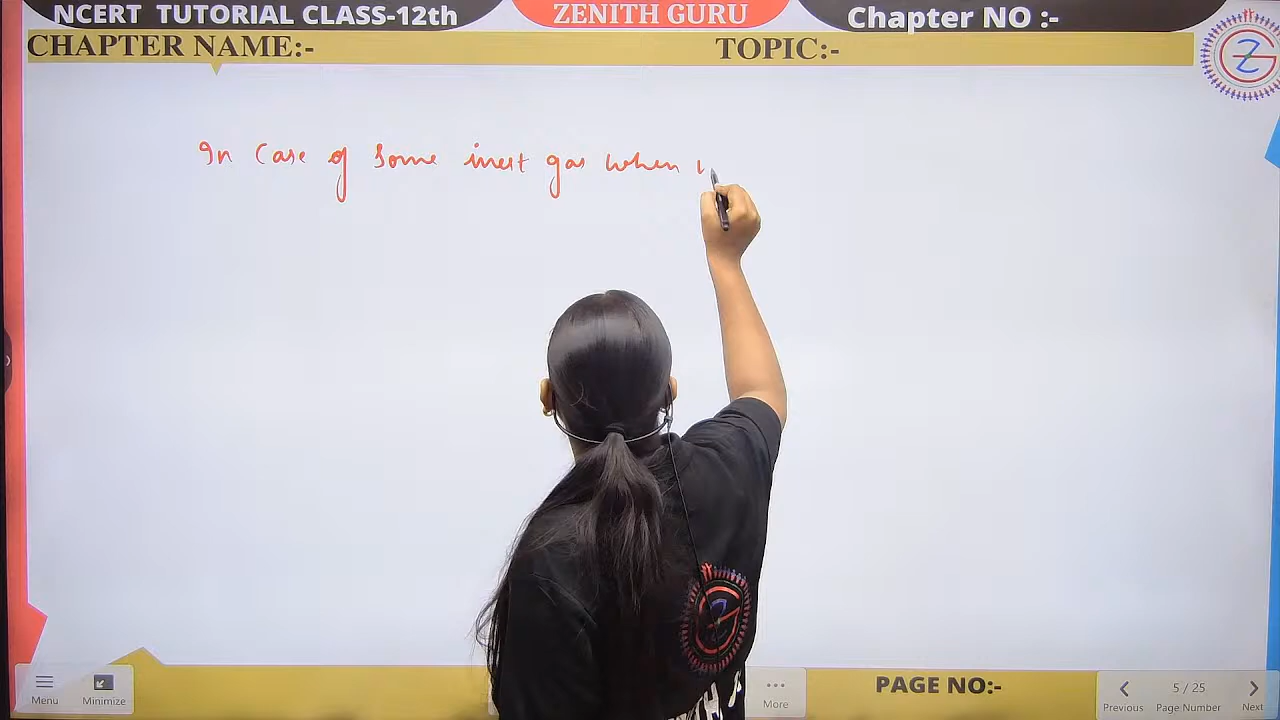 NCERT TUTORIAL CLASS-12th
ZENITH GURU
Chapter NO :-
CHAPTER NAME:-
TOPIC:-
In Case of Some inert gas when
Menu
Minimize
More
PAGE NO:-
Previous
5 / 25
Page Number
Next